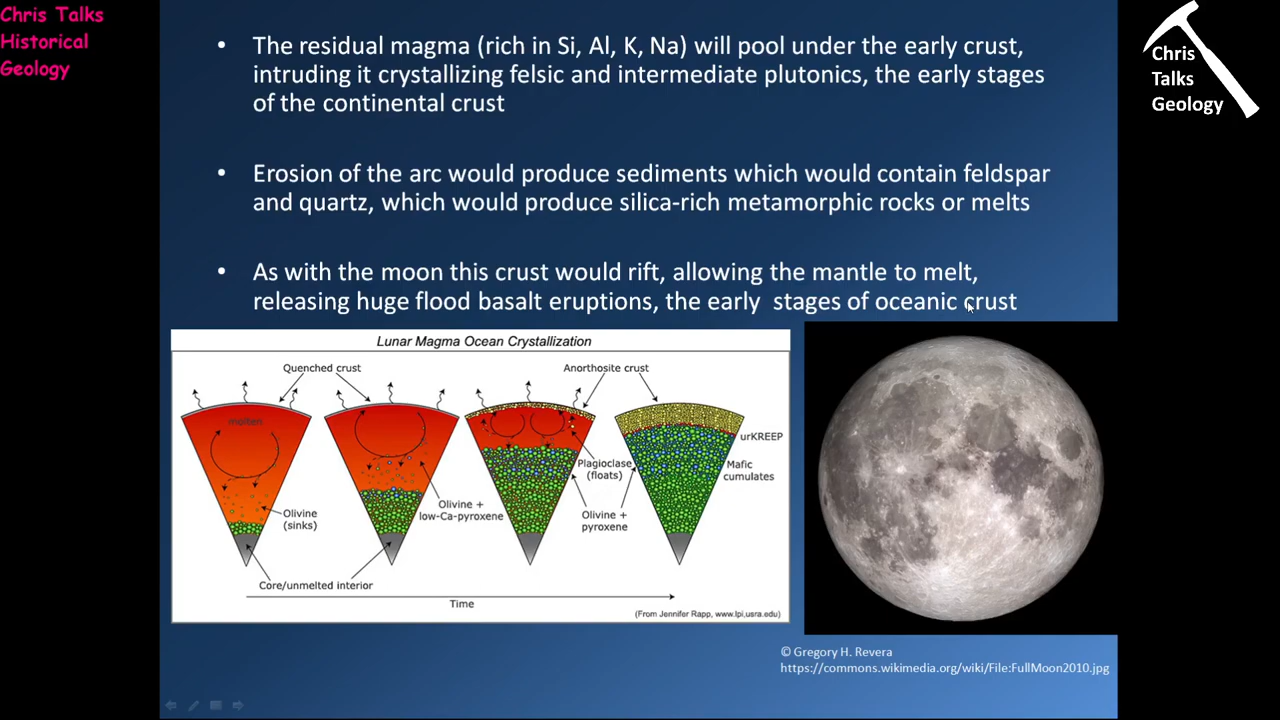 Chris Talks
Historical
Geology
Chris
Talks
Geology
• The residual magma (rich in Si, Al, K, Na) will pool under the early crust,
intruding it crystallizing felsic and intermediate plutonics, the early stages
of the continental crust
• Erosion of the arc would produce sediments which would contain feldspar
and quartz, which would produce silica-rich metamorphic rocks or melts
• As with the moon this crust would rift, allowing the mantle to melt,
releasing huge flood basalt eruptions, the early  stages of oceanic crust
Lunar Magma Ocean Crystallization
Quenched crust
Anorthosite crust
molten
urKREEP
Plagioclase
(floats)
Mafic
cumulates
Olivine
(sinks)
Olivine +
low-Ca-pyroxene
Olivine +
pyroxene
Core/unmelted interior
Time
(From Jennifer Rapp, www.lpi,usra.edu)
© Gregory H. Revera
https://commons.wikimedia.org/wiki/File:FullMoon2010.jpg